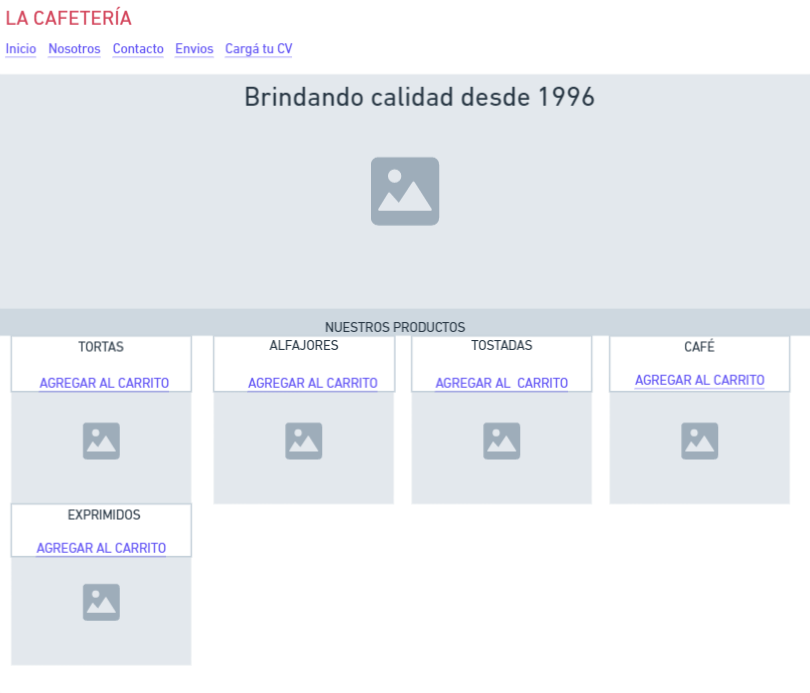 LA CAFETERÍA
Inicio Nosotros Contacto Envios Cargá tu CV
Brindando calidad desde 1996
NUESTROS PRODUCTOS
TORTAS
AGREGAR AL CARRITO
ALFAJORES
AGREGAR AL CARRITO
TOSTADAS
AGREGAR AL CARRITO
CAFÉ
AGREGAR AL CARRITO
EXPRIMIDOS
AGREGAR AL CARRITO